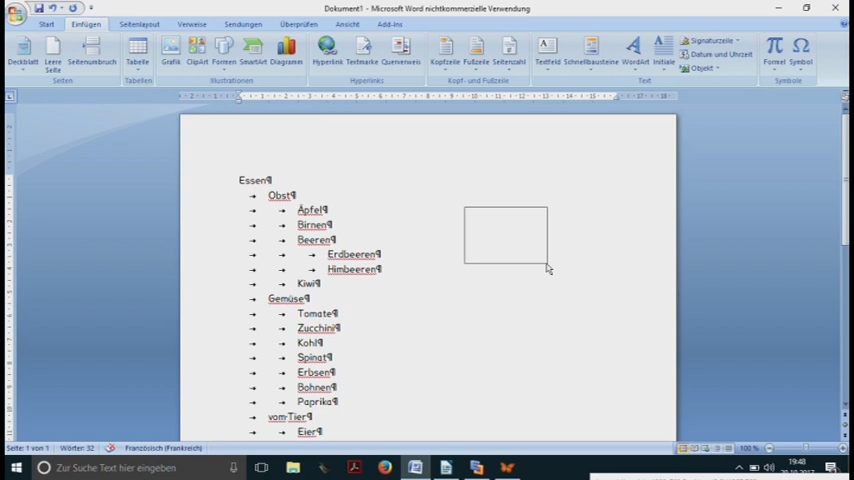 Dokument1 - Microsoft Word nichtkommerzielle Verwendung
Start Einfügen Seitenlayout Verweise Sendungen Überprüfen Ansicht Add-Ins
Deckblatt Leere Seite Seitenumbruch Tabelle Grafik ClipArt Formen SmartArt Diagramm Hyperlink Textmarke Querverweis Kopfzeile Fußzeile Seitenzahl Textfeld Schnellbausteine WordArt Initiale Signaturzeile Datum und Uhrzeit Objekt Formel Symbol
Seiten Tabellen Illustrationen Hyperlinks Kopf- und Fußzeile Text Symbole
Essen¶
Obst¶
Äpfel¶
Birnen¶
Beeren¶
Erdbeeren¶
Himbeeren¶
Kiwi¶
Gemüse¶
Tomate¶
Zucchini¶
Kohl¶
Spinat¶
Erbsen¶
Bohnen¶
Paprika¶
vom·Tier¶
Eier¶
Seite: 1 von 1 Wörter: 32 Französisch (Frankreich) 100 %
Zur Suche hier eingeben 19:48
20.10.2017